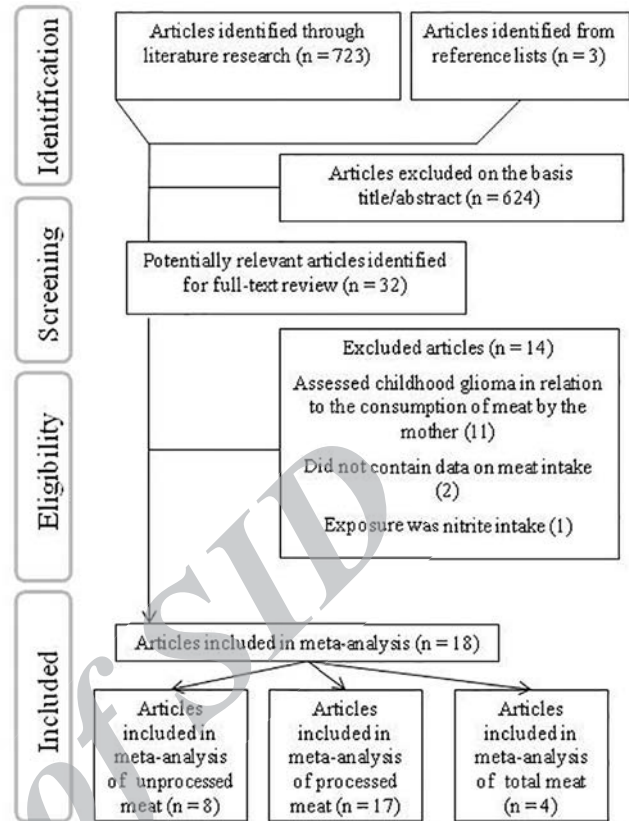 Identification
Articles identified through
literature research (n = 723)
Articles identified from
reference lists (n = 3)
Articles excluded on the basis
title/abstract (n = 624)
Screening
Potentially relevant articles identified
for full-text review (n = 32)
Eligibility
Excluded articles (n = 14)
Assessed childhood glioma in relation
to the consumption of meat by the
mother (11)
Did not contain data on meat intake
(2)
Exposure was nitrite intake (1)
Included
Articles included in meta-analysis (n = 18)
Articles
included in
meta-analysis
of unprocessed
meat (n = 8)
Articles
included in
meta-analysis
of processed
meat (n = 17)
Articles
included in
meta-analysis
of total meat
(n = 4)
of SID